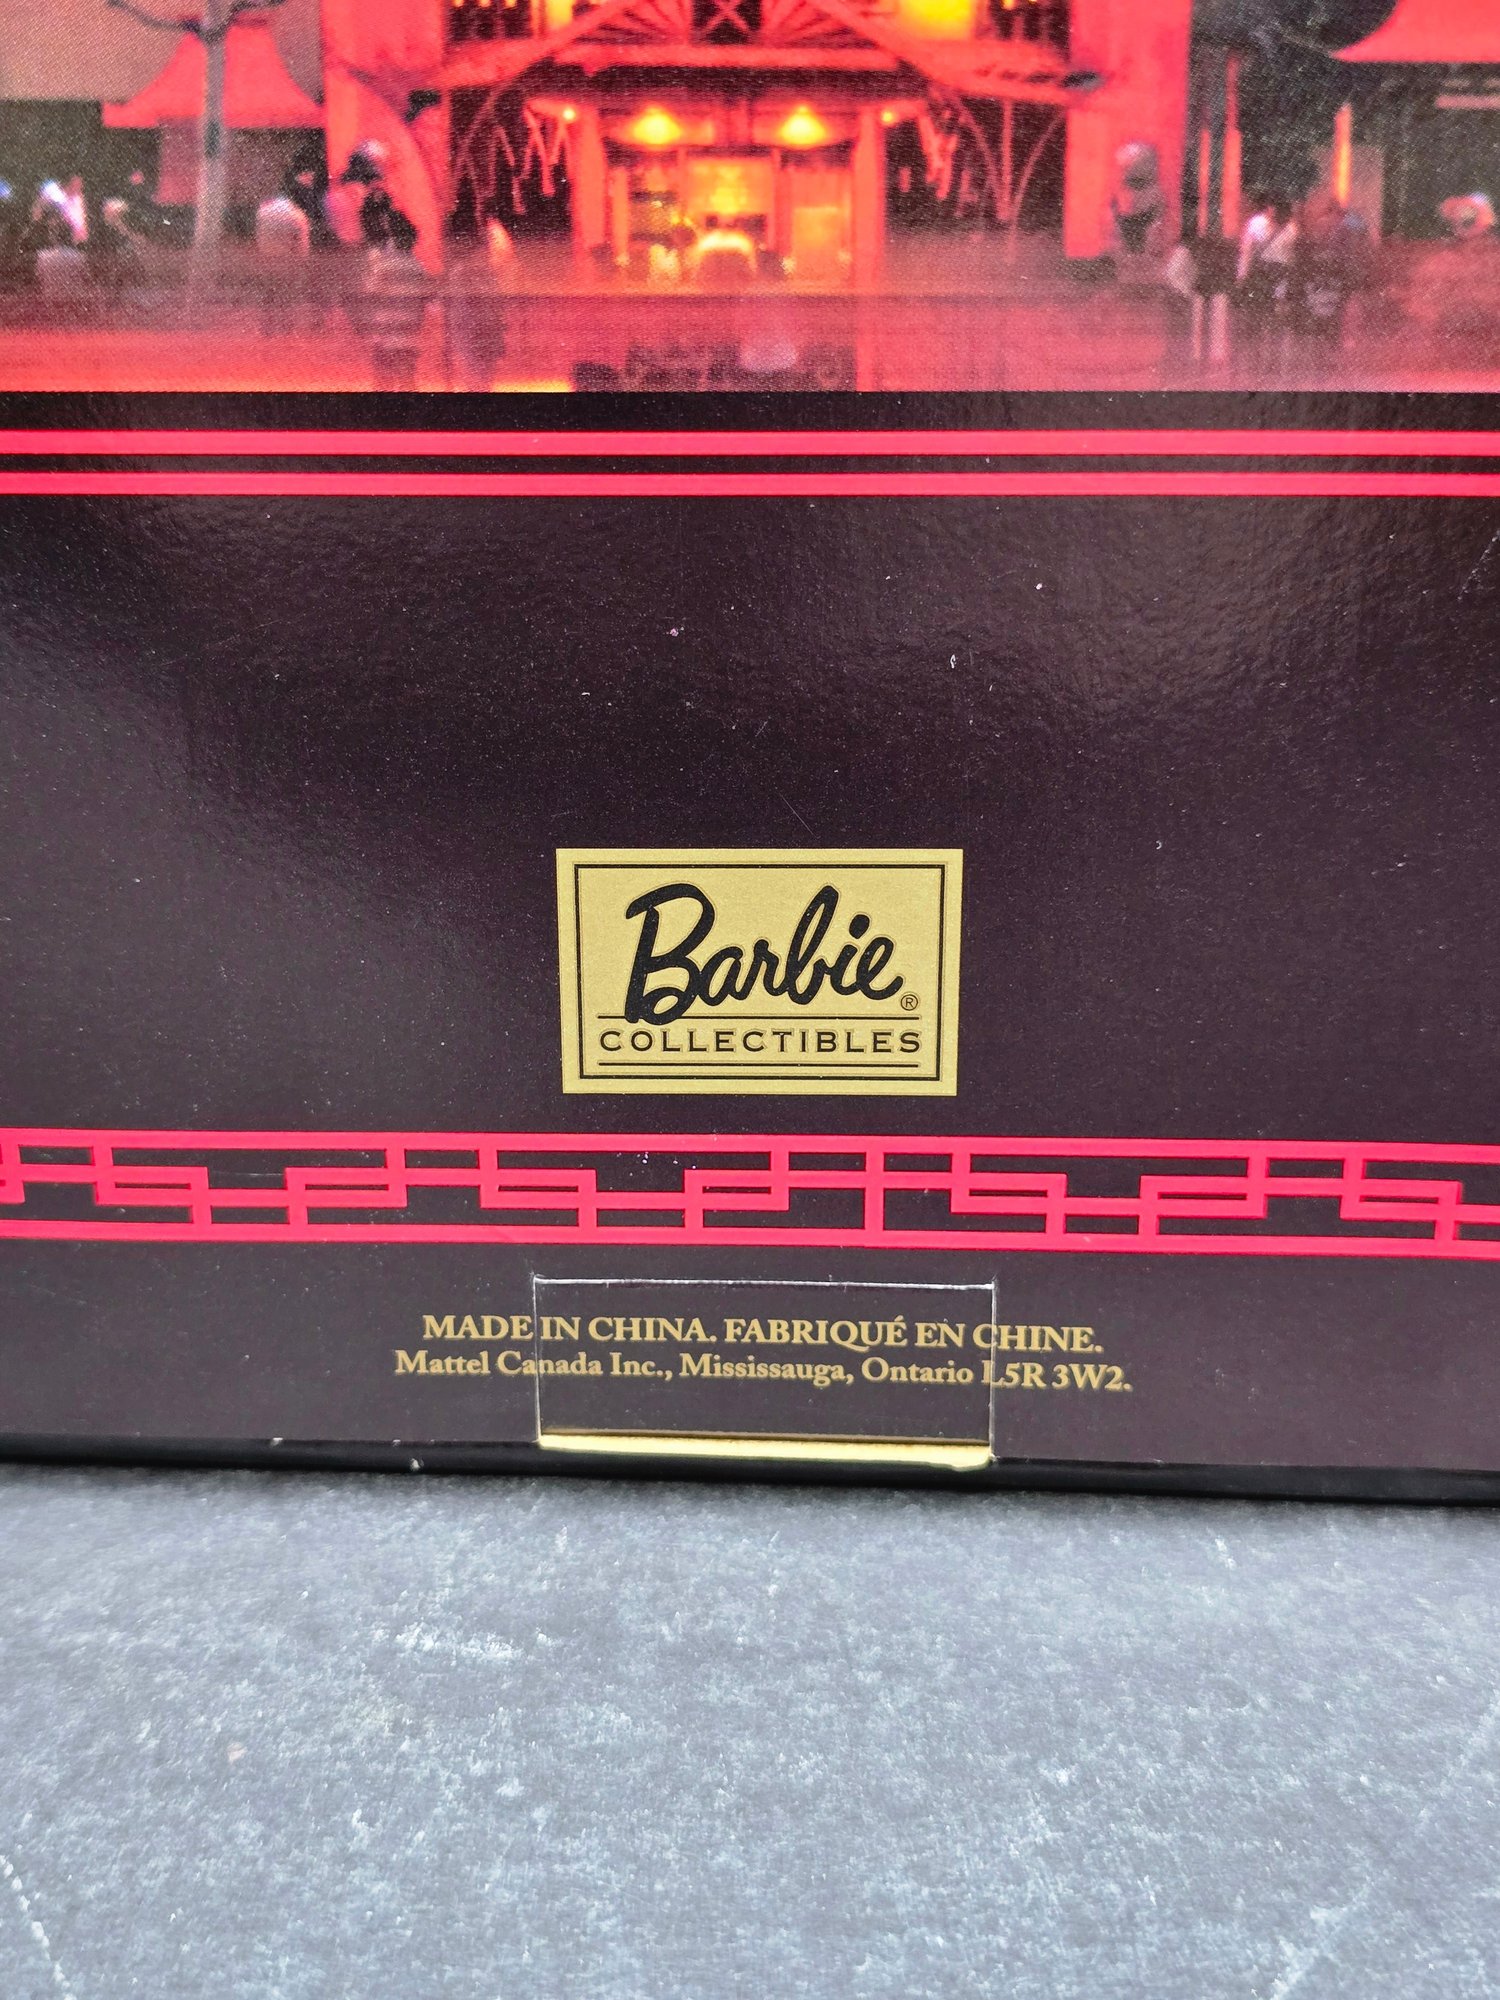 Barbie®
COLLECTIBLES
MADE IN CHINA. FABRIQUÉ EN CHINE.
Mattel Canada Inc., Mississauga, Ontario L5R 3W2.